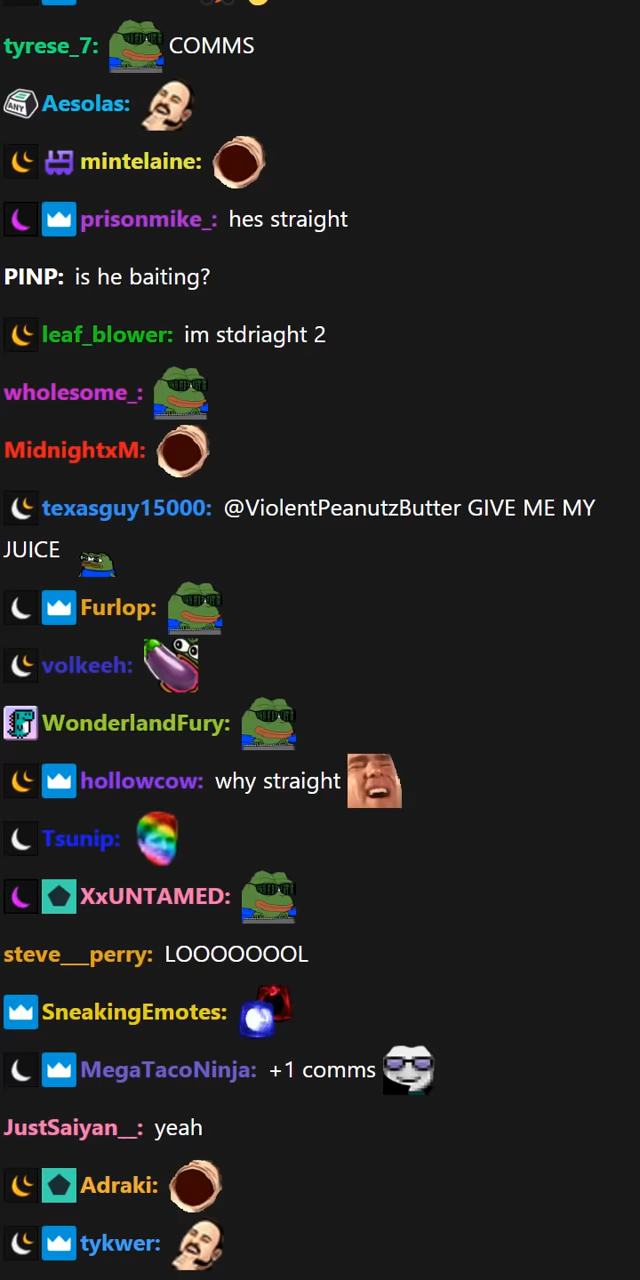 tyrese_7: COMMS
ANY Aesolas:
mintelaine:
prisonmike_: hes straight
PINP: is he baiting?
leaf_blower: im stdriaght 2
wholesome_:
MidnightxM:
texasguy15000: @ViolentPeanutzButter GIVE ME MY
JUICE
Furlop:
volkeeh:
WonderlandFury:
hollowcow: why straight
Tsunip:
XxUNTAMED:
steve___perry: LOOOOOOOL
SneakingEmotes:
MegaTacoNinja: +1 comms
JustSaiyan__: yeah
Adraki:
tykwer: